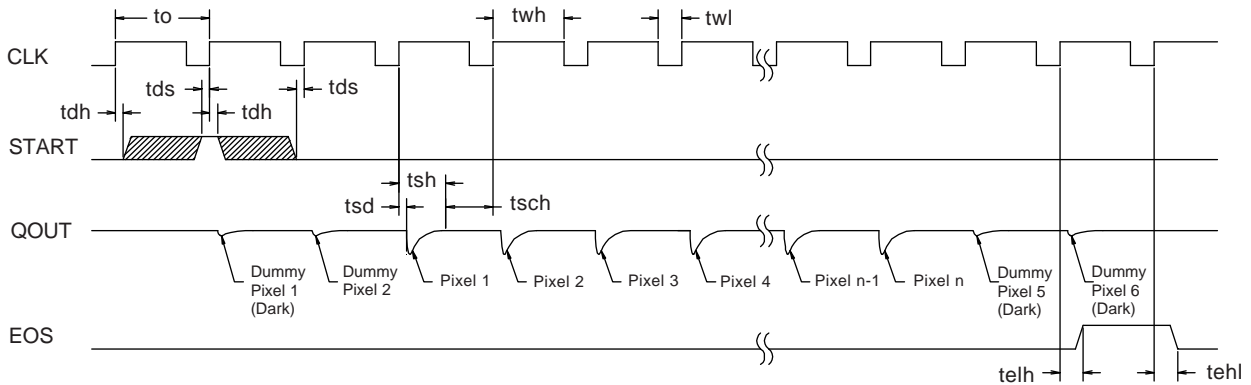 to
twh
twl
CLK
tds
tds
tdh
tdh
START
tsh
tsd
tsch
QOUT
Dummy
Pixel 1
(Dark)
Dummy
Pixel 2
Pixel 1
Pixel 2
Pixel 3
Pixel 4
Pixel n-1
Pixel n
Dummy
Pixel 5
(Dark)
Dummy
Pixel 6
(Dark)
EOS
telh
tehl